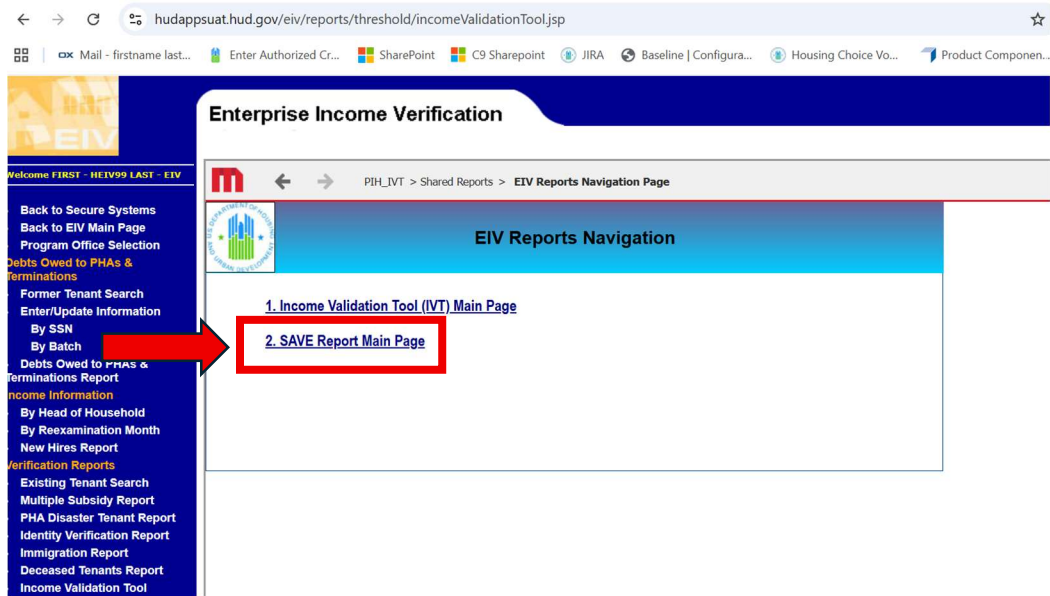 hudappsuat.hud.gov/eiv/reports/threshold/incomeValidationTool.jsp
Mail - firstname last... Enter Authorized Cr... SharePoint C9 Sharepoint JIRA Baseline | Configura... Housing Choice Vo... Product Componen...
EIV
Enterprise Income Verification
Welcome FIRST - HEIV99 LAST - EIV
PIH_IVT > Shared Reports > EIV Reports Navigation Page
EIV Reports Navigation
1. Income Validation Tool (IVT) Main Page
2. SAVE Report Main Page
Back to Secure Systems
Back to EIV Main Page
Program Office Selection
Debts Owed to PHAs &
Terminations
Former Tenant Search
Enter/Update Information
By SSN
By Batch
Debts Owed to PHAs &
Terminations Report
Income Information
By Head of Household
By Reexamination Month
New Hires Report
Verification Reports
Existing Tenant Search
Multiple Subsidy Report
PHA Disaster Tenant Report
Identity Verification Report
Immigration Report
Deceased Tenants Report
Income Validation Tool